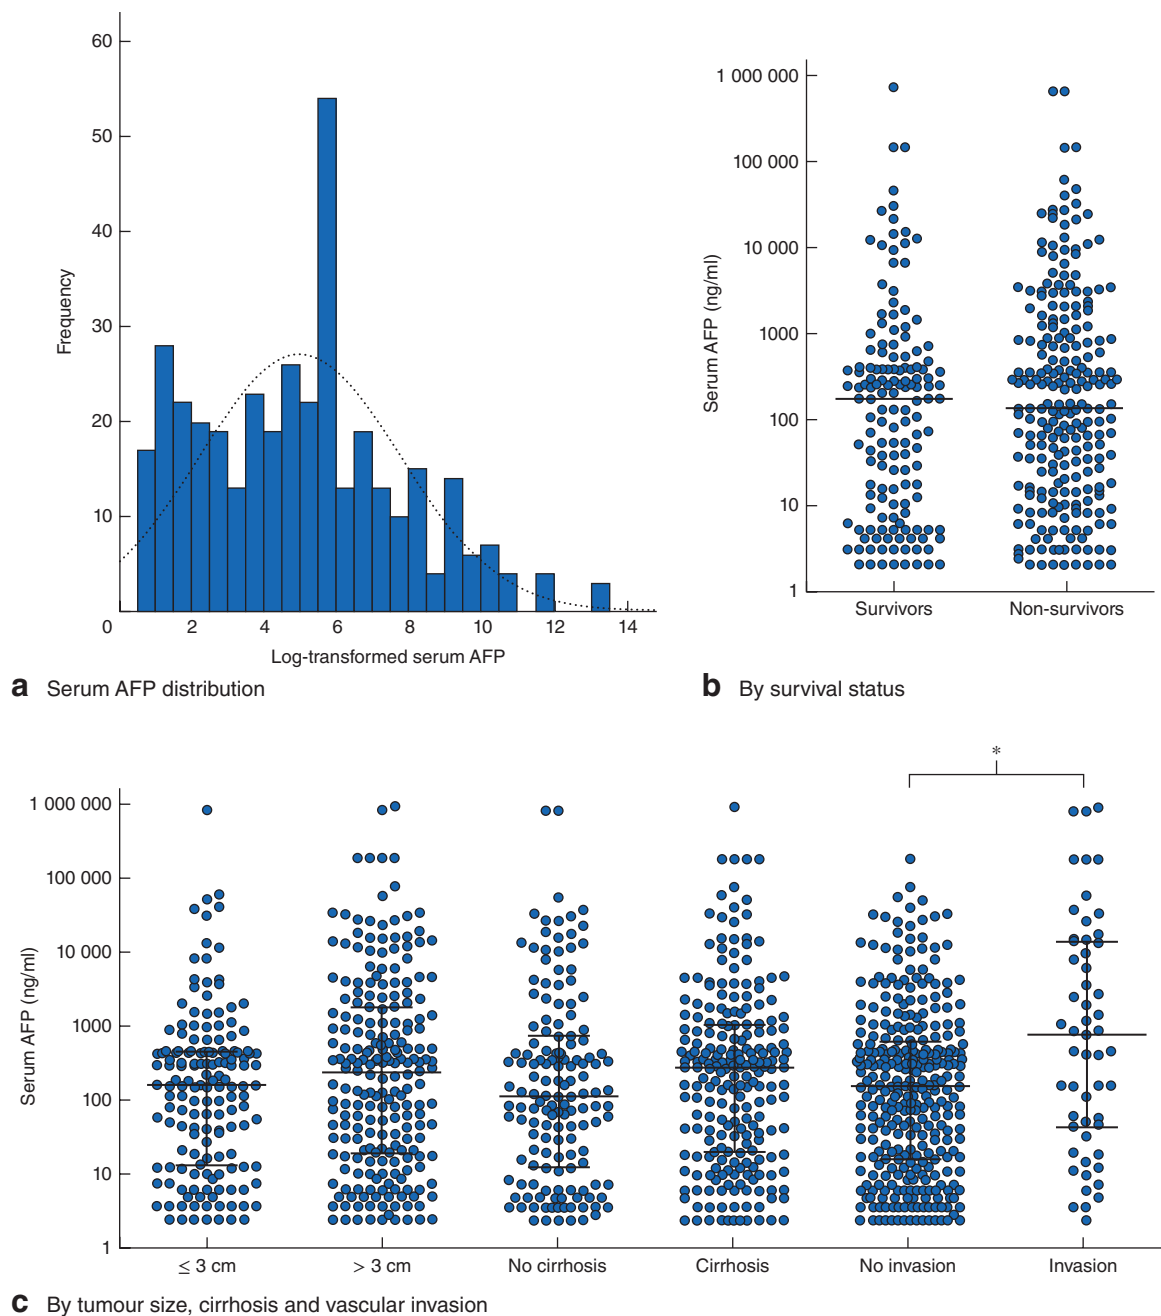 60
50
40
30
20
10
0
2
4
6
8
10
12
14
Frequency
Log-transformed serum AFP
a Serum AFP distribution
1 000 000
100 000
10 000
1000
100
10
1
Serum AFP (ng/ml)
Survivors
Non-survivors
b By survival status
*
1 000 000
100 000
10 000
1000
100
10
1
Serum AFP (ng/ml)
≤ 3 cm
> 3 cm
No cirrhosis
Cirrhosis
No invasion
Invasion
c By tumour size, cirrhosis and vascular invasion